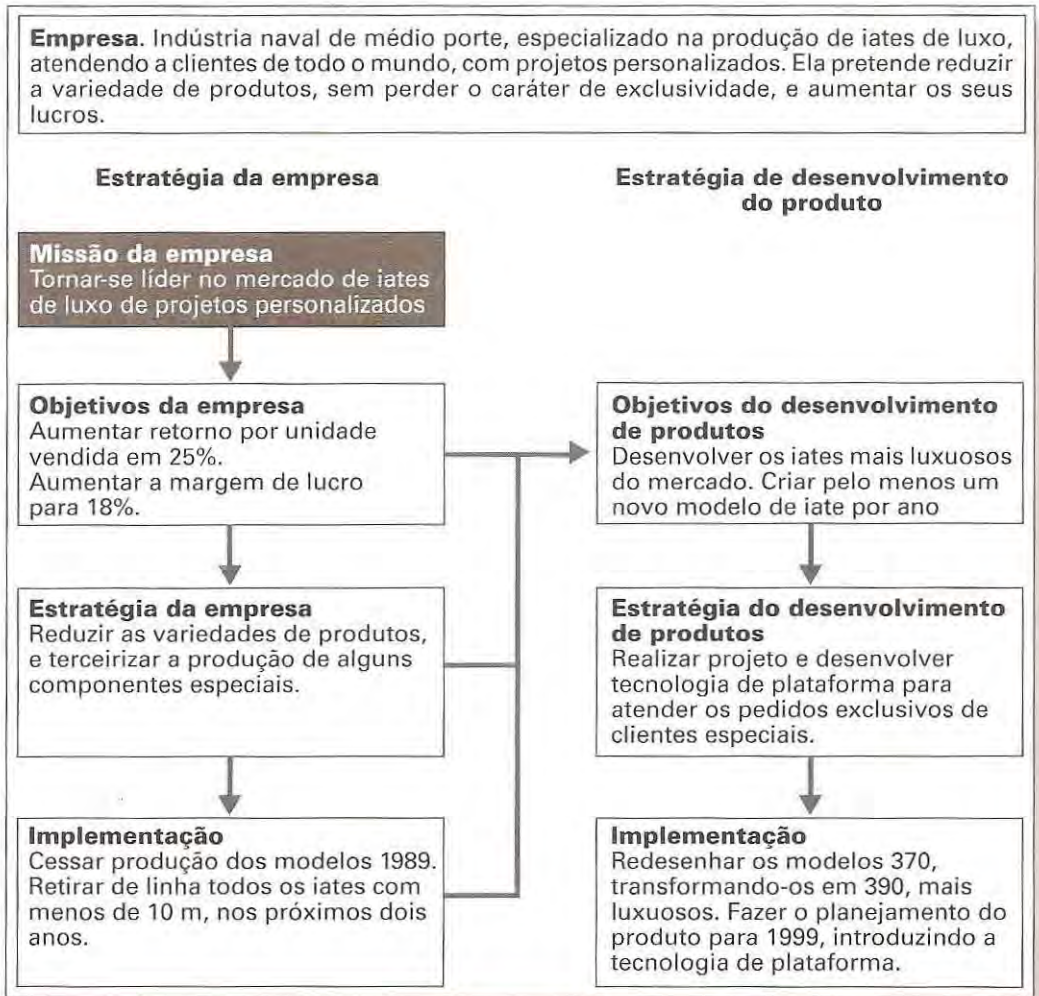 Empresa. Indústria naval de médio porte, especializado na produção de iates de luxo,
atendendo a clientes de todo o mundo, com projetos personalizados. Ela pretende reduzir
a variedade de produtos, sem perder o caráter de exclusividade, e aumentar os seus
lucros.
Estratégia da empresa
Missão da empresa
Tornar-se líder no mercado de iates
de luxo de projetos personalizados
Objetivos da empresa
Aumentar retorno por unidade
vendida em 25%.
Aumentar a margem de lucro
para 18%.
Estratégia da empresa
Reduzir as variedades de produtos,
e terceirizar a produção de alguns
componentes especiais.
Implementação
Cessar produção dos modelos 1989.
Retirar de linha todos os iates com
menos de 10 m, nos próximos dois
anos.
Estratégia de desenvolvimento
do produto
Objetivos do desenvolvimento
de produtos
Desenvolver os iates mais luxuosos
do mercado. Criar pelo menos um
novo modelo de iate por ano
Estratégia do desenvolvimento
de produtos
Realizar projeto e desenvolver
tecnologia de plataforma para
atender os pedidos exclusivos de
clientes especiais.
Implementação
Redesenhar os modelos 370,
transformando-os em 390, mais
luxuosos. Fazer o planejamento do
produto para 1999, introduzindo a
tecnologia de plataforma.